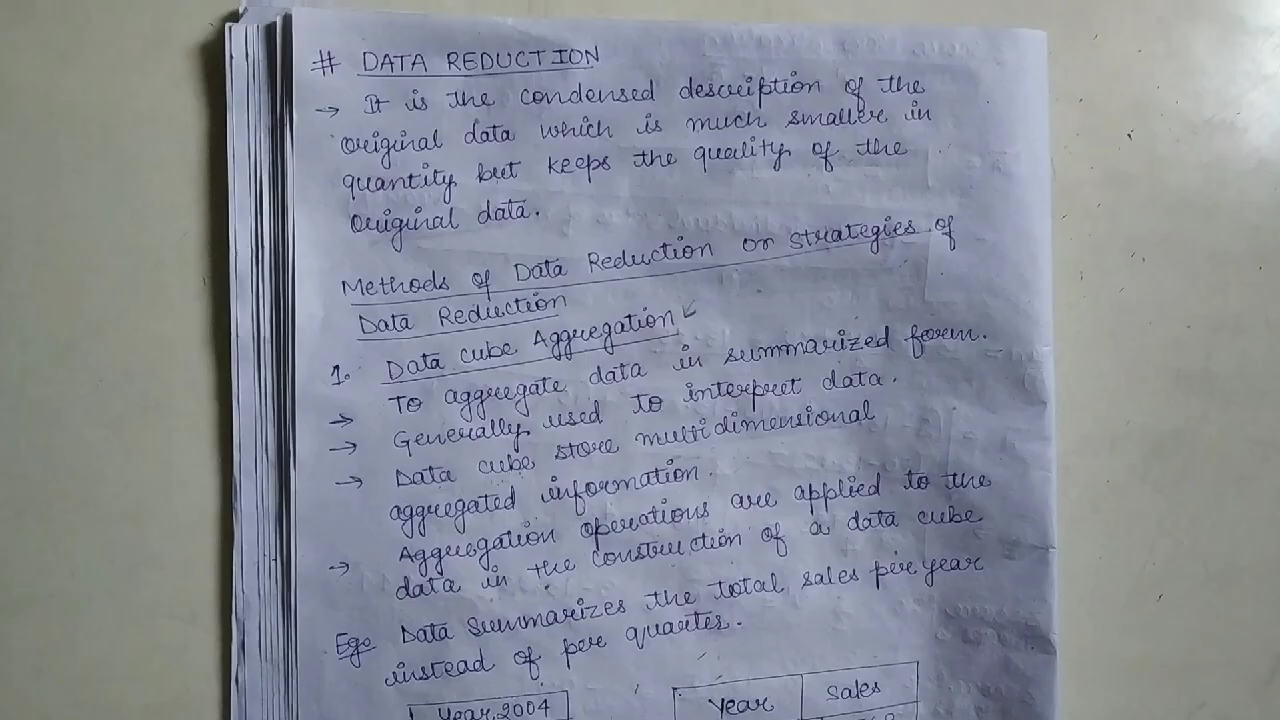 # DATA REDUCTION
→ It is the condensed description of the
original data which is much smaller in
quantity but keeps the quality of the
original data.
Methods of Data Reduction or strategies of
Data Reduction
1. Data cube Aggregation
→ To aggregate data in summarized form.
→ Generally used to interpret data.
→ Data cube store multidimensional
aggregated information.
→ Aggregation operations are applied to the
data in the construction of a data cube
Ego Data Summarizes the total sales per year
instead of per quarter.
Year 2004
Year Sales